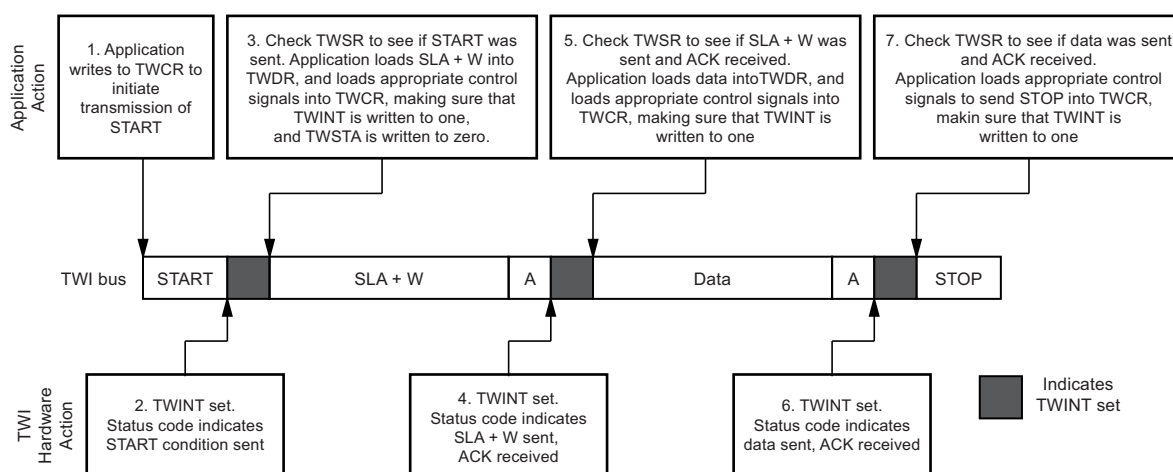 Application
Action
1. Application
writes to TWCR to
initiate
transmission of
START
3. Check TWSR to see if START was
sent. Application loads SLA + W into
TWDR, and loads appropriate control
signals into TWCR, making sure that
TWINT is written to one,
and TWSTA is written to zero.
5. Check TWSR to see if SLA + W was
sent and ACK received.
Application loads data intoTWDR, and
loads appropriate control signals into
TWCR, making sure that TWINT is
written to one
7. Check TWSR to see if data was sent
and ACK received.
Application loads appropriate control
signals to send STOP into TWCR,
makin sure that TWINT is
written to one
TWI bus
START
SLA + W
A
Data
A
STOP
TWI
Hardware
Action
2. TWINT set.
Status code indicates
START condition sent
4. TWINT set.
Status code indicates
SLA + W sent,
ACK received
6. TWINT set.
Status code indicates
data sent, ACK received
Indicates
TWINT set